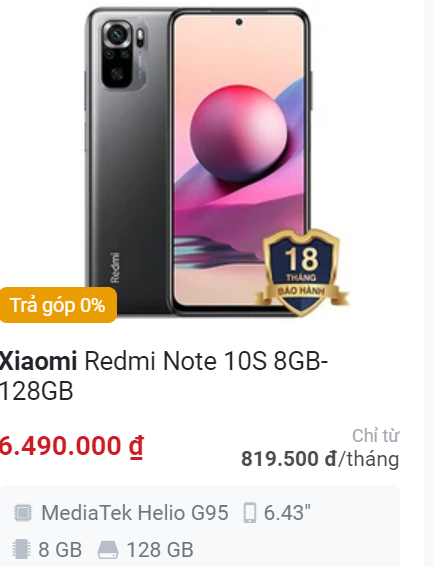 Redmi
18
THÁNG
BẢO HÀNH
Trả góp 0%
Xiaomi Redmi Note 10S 8GB-
128GB
Chỉ từ
6.490.000 ₫
819.500 đ/tháng
MediaTek Helio G95 6.43"
8 GB 128 GB